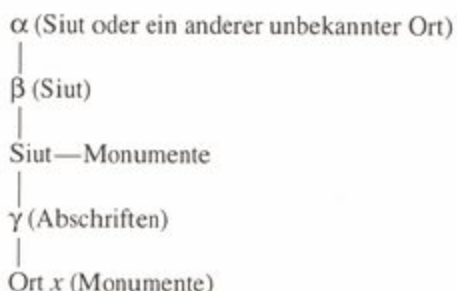 α (Siut oder ein anderer unbekannter Ort)
β (Siut)
Siut—Monumente
γ (Abschriften)
Ort x (Monumente)